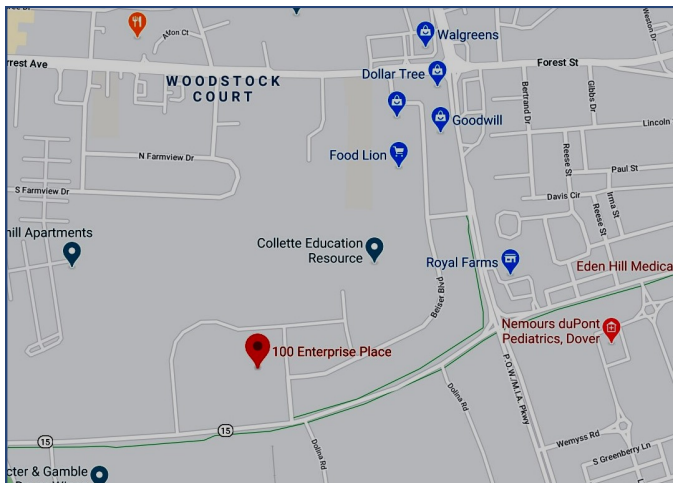 Weston Dr
Alton Ct
Walgreens
rrest Ave
Forest St
WOODSTOCK
COURT
Dollar Tree
Bertrand Dr
Gibbs Dr
Goodwill
Lincoln
N Farmview Dr
Food Lion
Reese St
Paul St
S Farmview Dr
Davis Cir
Irma St
Reese St
hill Apartments
Collette Education
Resource
Royal Farms
Eden Hill Medica
Beiser Blvd
Nemours duPont
Pediatrics, Dover
100 Enterprise Place
P.O.W./M.I.A. Pkwy
Dolina Rd
15
15
Dolina Rd
Wemyss Rd
S Greenberry Ln
cter & Gamble